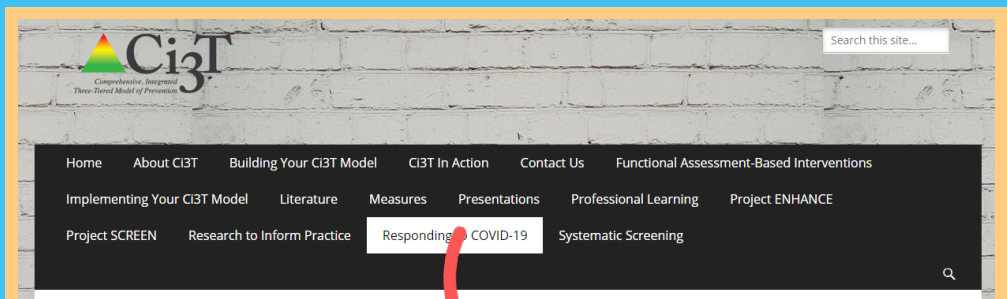 Search this site...
Ci3T
Comprehensive, Integrated
Three-Tiered Model of Prevention
Home About Ci3T Building Your Ci3T Model Ci3T In Action Contact Us Functional Assessment-Based Interventions
Implementing Your Ci3T Model Literature Measures Presentations Professional Learning Project ENHANCE
Project SCREEN Research to Inform Practice Responding to COVID-19 Systematic Screening